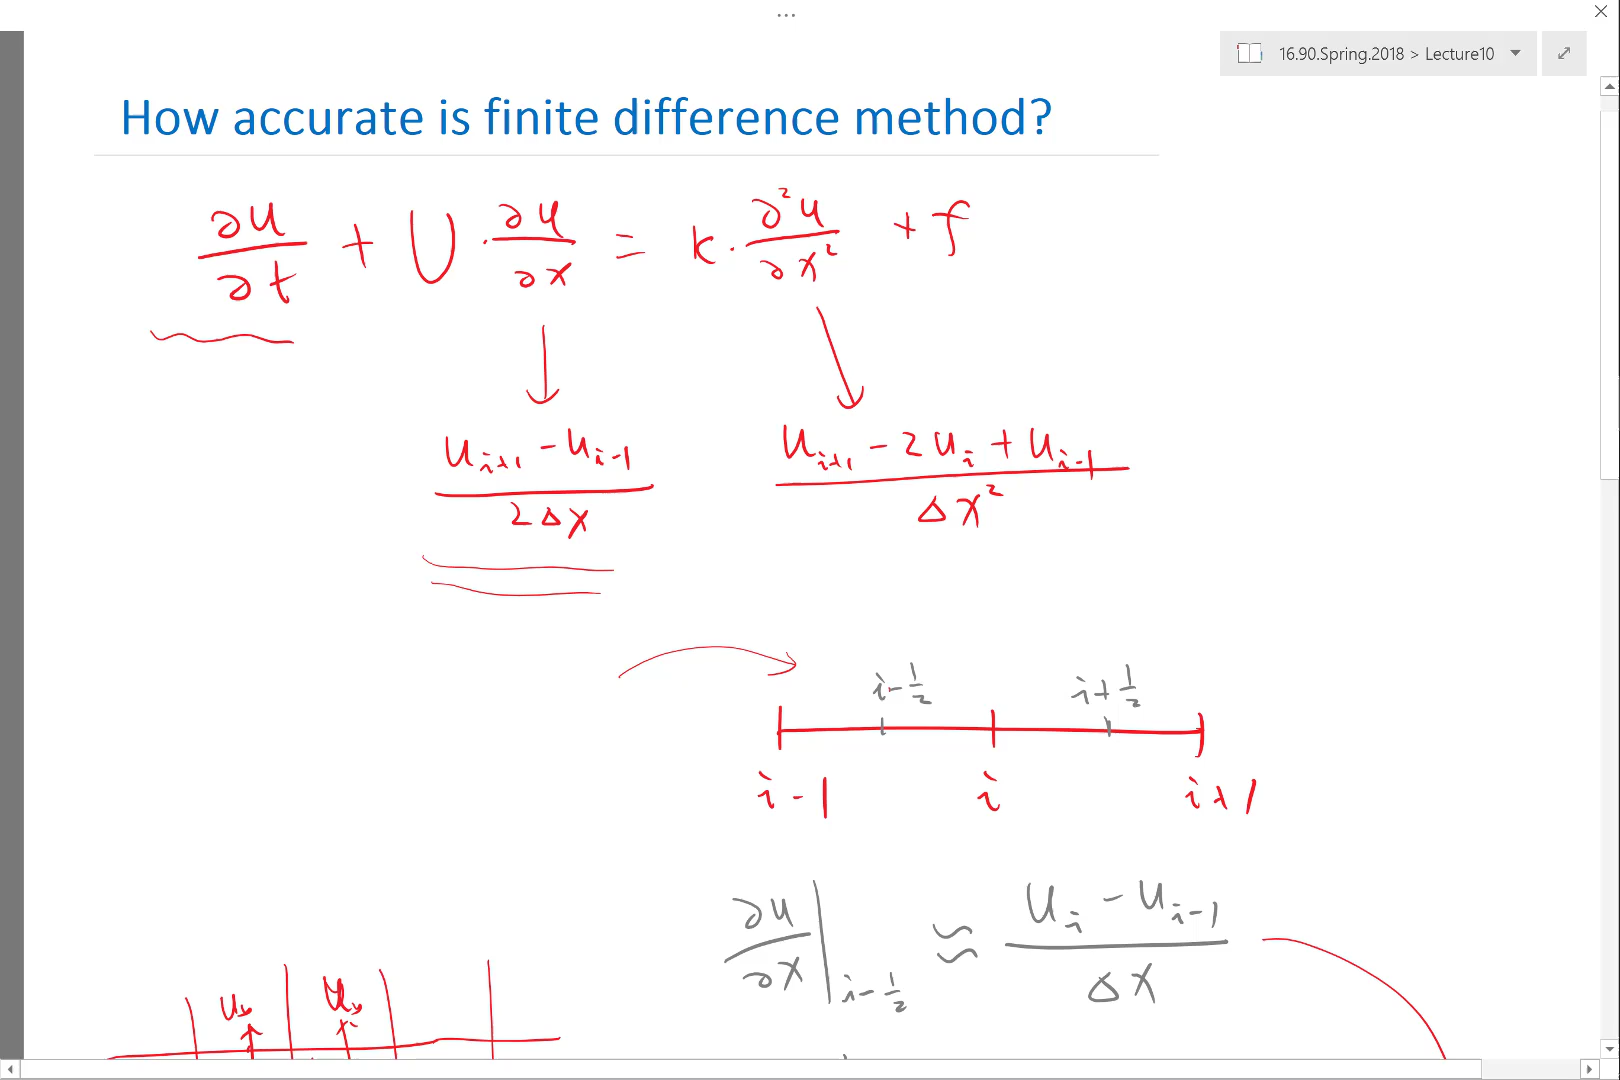 ...
16.90.Spring.2018 > Lecture10
How accurate is finite difference method?
∂u/∂t + U · ∂u/∂x = k · ∂²u/∂x² + f
(u_{i+1} - u_{i-1})/(2Δx) (u_{i+1} - 2u_i + u_{i-1})/Δx²
i-1/2 i+1/2
i-1 i i+1
∂u/∂x|_{i-1/2} ≈ (u_i - u_{i-1})/Δx